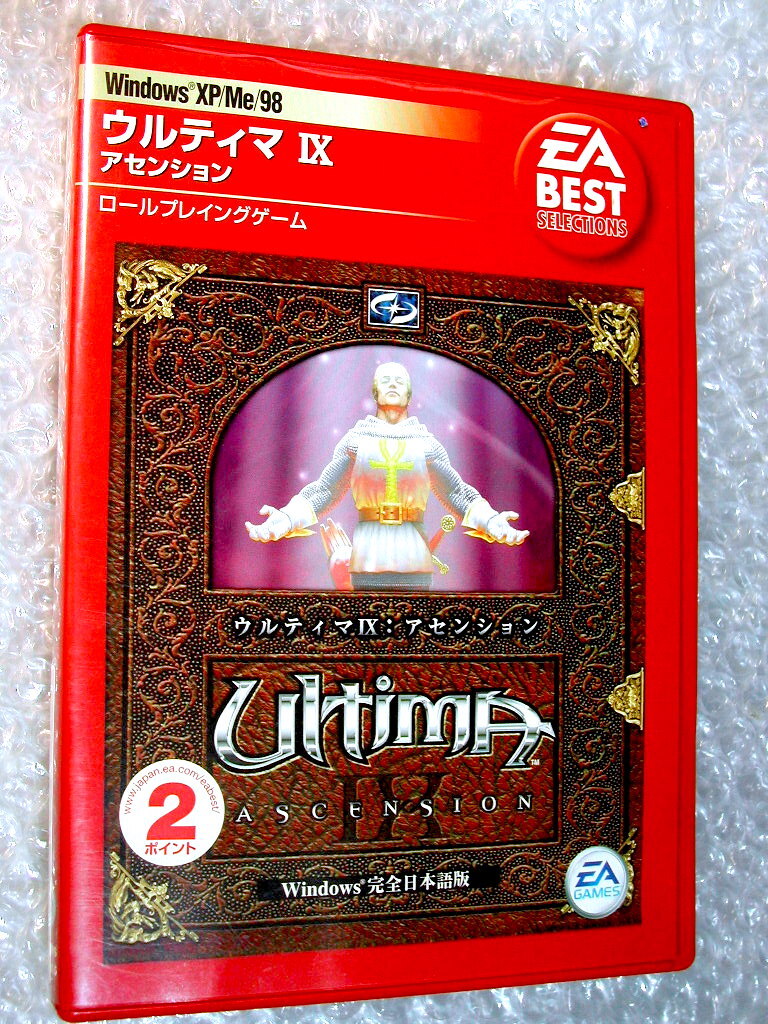 Windows® XP/Me/98
ウルティマ IX
アセンション
ロールプレイングゲーム
EA
BEST
SELECTIONS
ウルティマIX：アセンション
Ultima™
IX
ASCENSION
www.japan.ea.com/eabest/
2
ポイント
Windows®完全日本語版
EA
GAMES